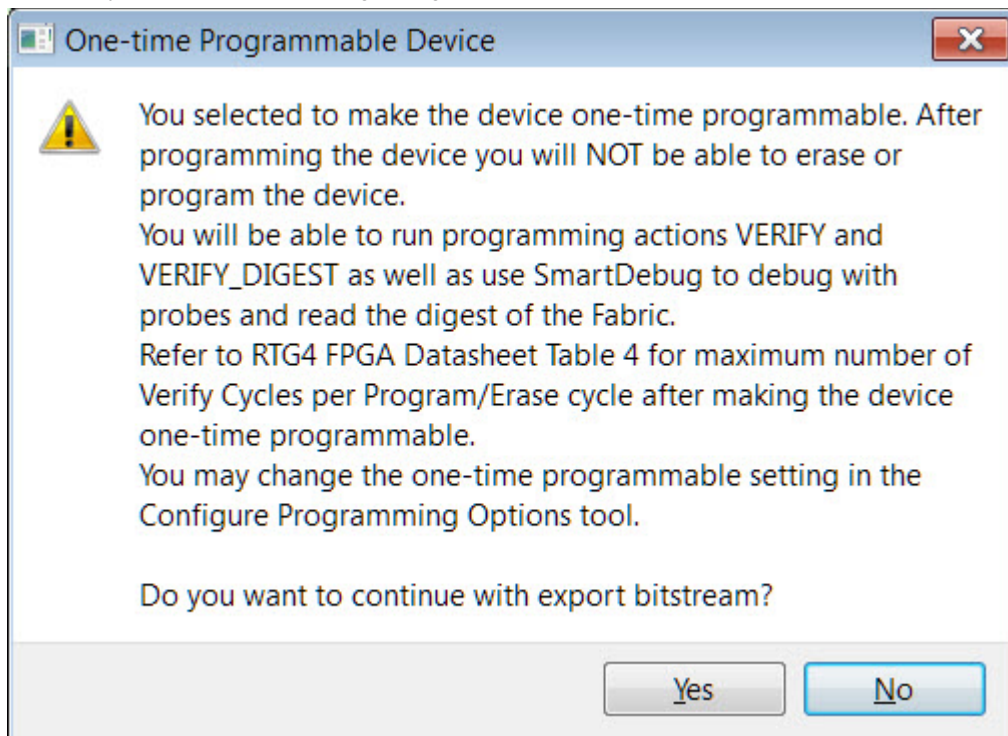 One-time Programmable Device
You selected to make the device one-time programmable. After
programming the device you will NOT be able to erase or
program the device.
You will be able to run programming actions VERIFY and
VERIFY_DIGEST as well as use SmartDebug to debug with
probes and read the digest of the Fabric.
Refer to RTG4 FPGA Datasheet Table 4 for maximum number of
Verify Cycles per Program/Erase cycle after making the device
one-time programmable.
You may change the one-time programmable setting in the
Configure Programming Options tool.
Do you want to continue with export bitstream?
Yes No